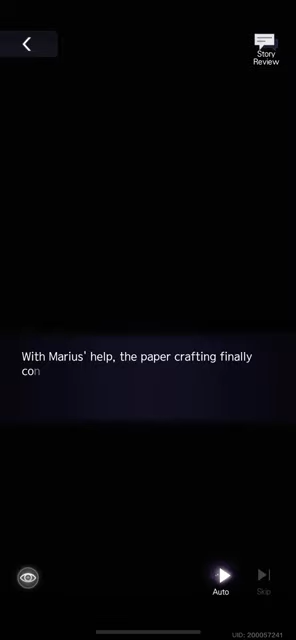 Story
Review
With Marius' help, the paper crafting finally
con
Auto
Skip
UID: 200057241